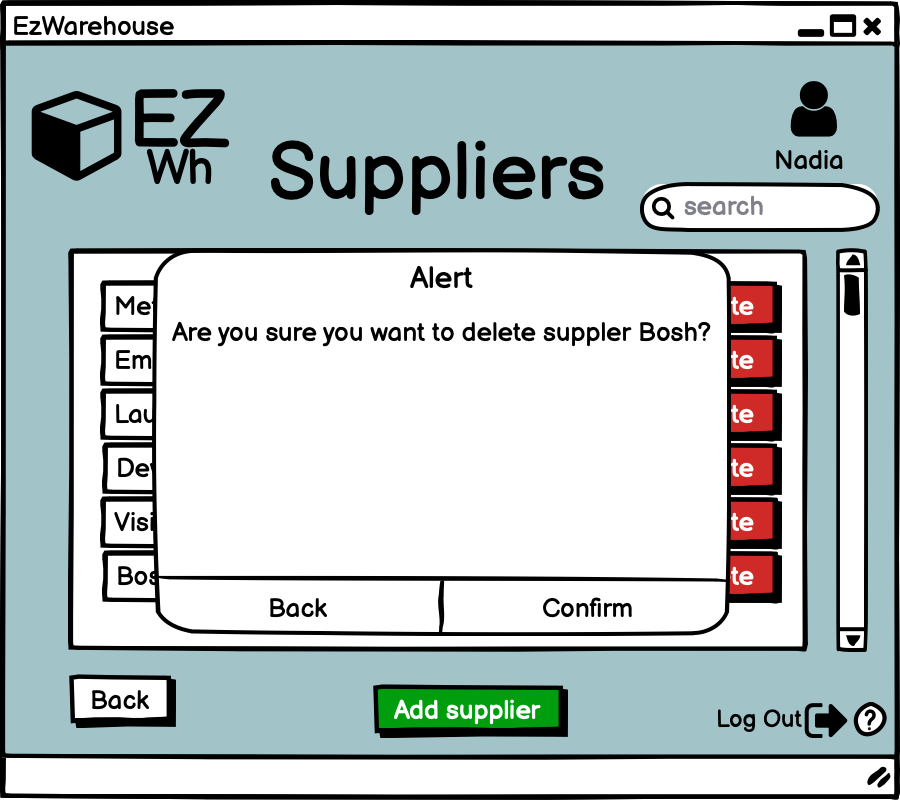 EzWarehouse
EZ
Wh
Suppliers
Nadia
search
Alert
Are you sure you want to delete suppler Bosh?
Me
te
Em
te
Lau
te
De
te
Visi
te
Bos
te
Back
Confirm
Back
Add supplier
Log Out
?